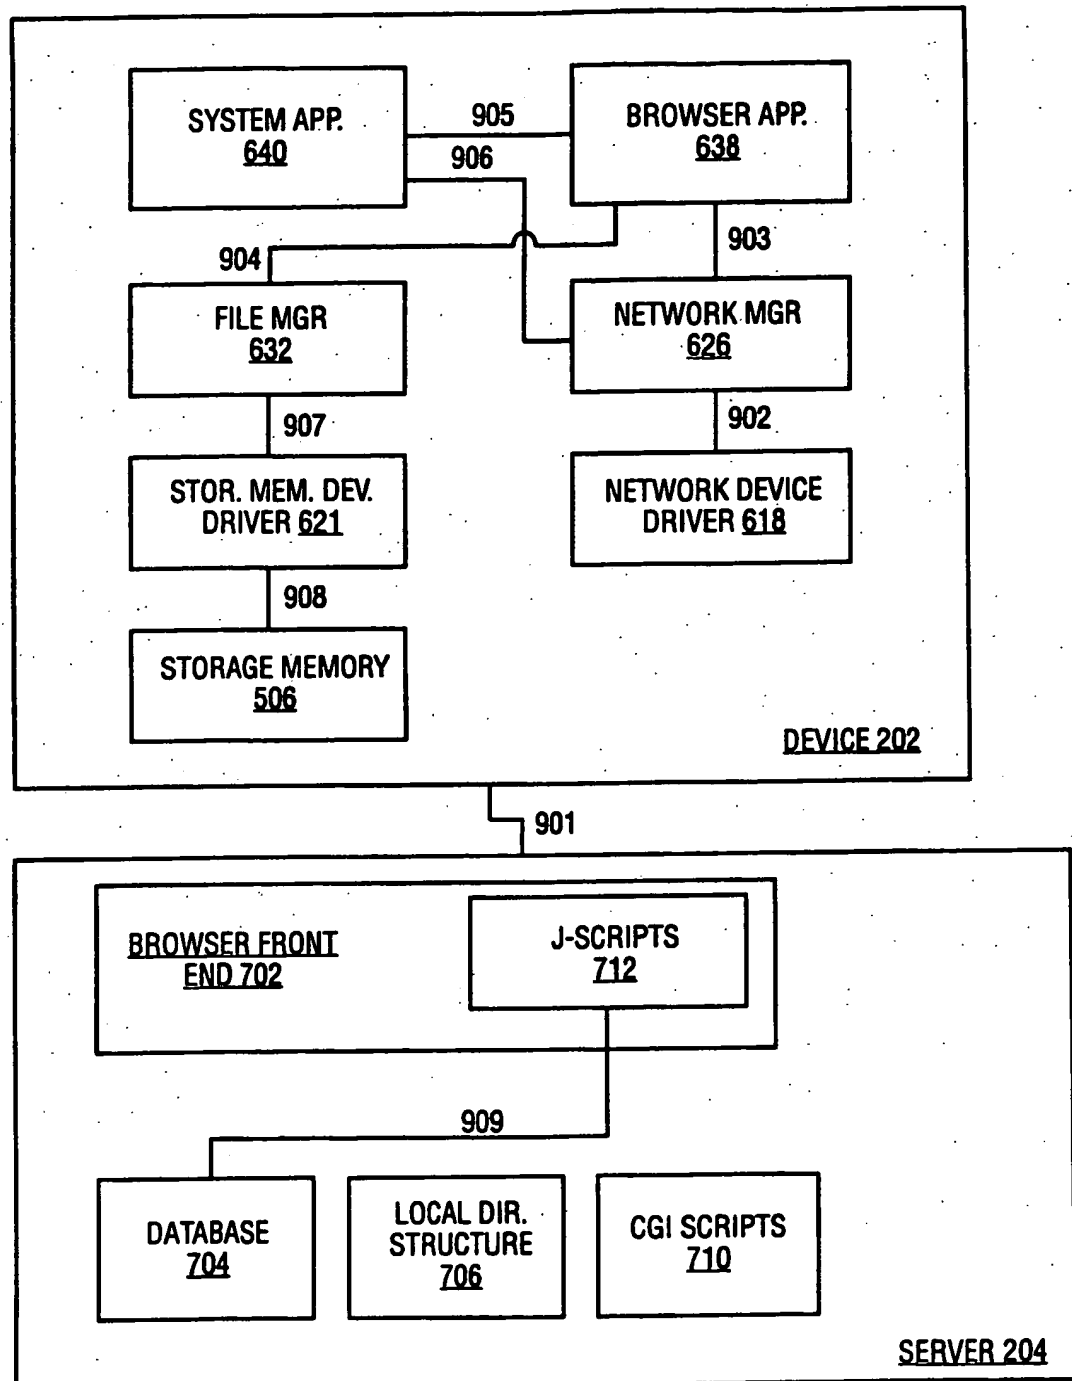 SYSTEM APP.
640
905
906
BROWSER APP.
638
904
903
FILE MGR
632
NETWORK MGR
626
907
902
STOR. MEM. DEV.
DRIVER 621
NETWORK DEVICE
DRIVER 618
908
STORAGE MEMORY
506
DEVICE 202
901
BROWSER FRONT
END 702
J-SCRIPTS
712
909
DATABASE
704
LOCAL DIR.
STRUCTURE
706
CGI SCRIPTS
710
SERVER 204